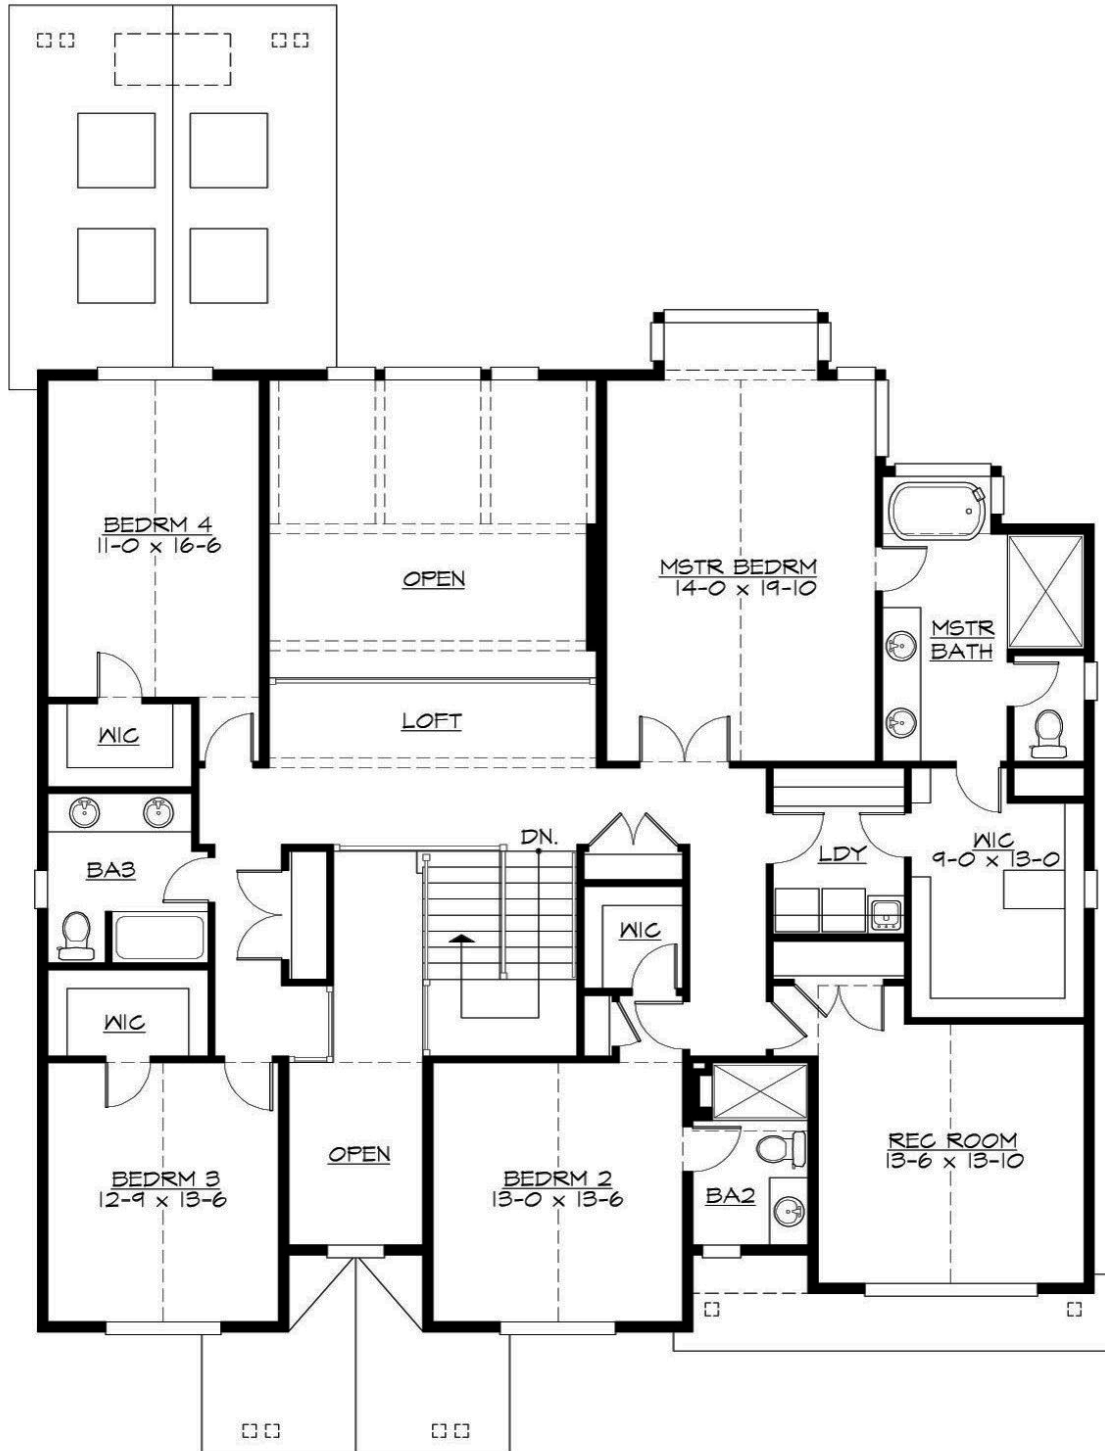 BEDRM 4
11-0 x 16-6
OPEN
MSTR BEDRM
14-0 x 19-10
MSTR
BATH
WIC
LOFT
DN.
BA3
LDY
WIC
9-0 x 13-0
WIC
WIC
OPEN
BEDRM 3
12-9 x 13-6
BEDRM 2
13-0 x 13-6
BA2
REC ROOM
13-6 x 13-10